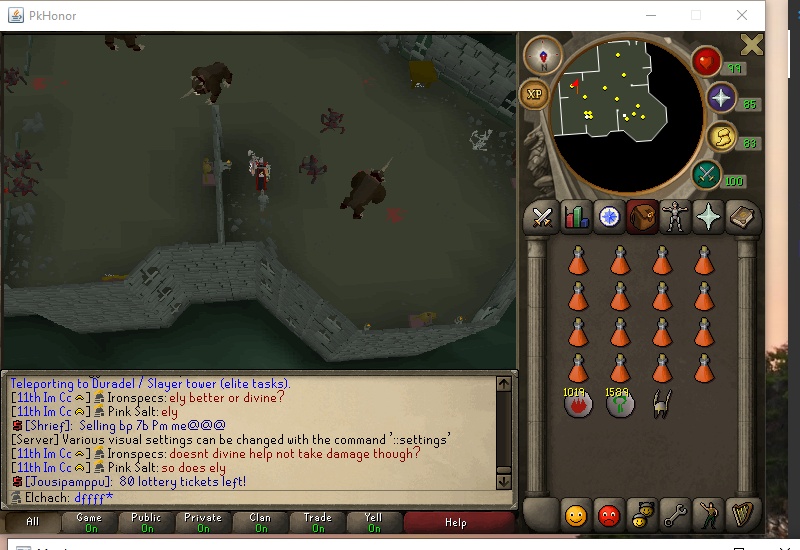 PkHonor
N
XP
99
85
83
100
1019
1589
Teleporting to Duradel / Slayer tower (elite tasks).
[11th Im Cc] Ironspecs: ely better or divine?
[11th Im Cc] Pink Salt: ely
[Shrief]: Selling bp 7b Pm me@@@
[Server] Various visual settings can be changed with the command '::settings'
[11th Im Cc] Ironspecs: doesnt divine help not take damage though?
[11th Im Cc] Pink Salt: so does ely
[Jousipamppu]: 80 lottery tickets left!
Elchach: dffff*
All
Game
On
Public
On
Private
On
Clan
On
Trade
On
Yell
On
Help